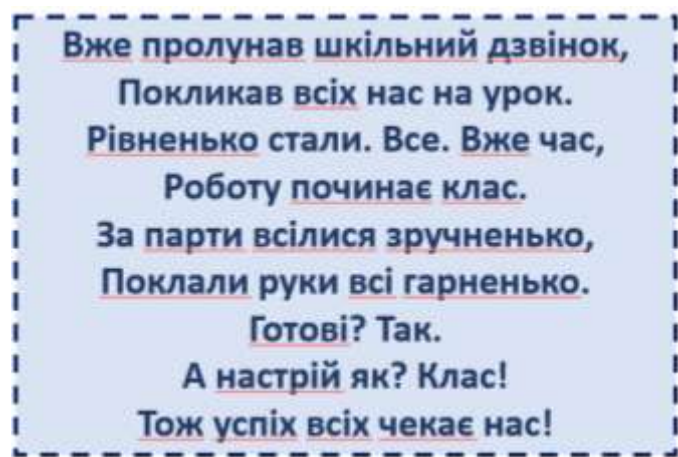 Вже пролунав шкільний дзвінок,
Покликав всіх нас на урок.
Рівненько стали. Все. Вже час,
Роботу починає клас.
За парти всілися зручненько,
Поклали руки всі гарненько.
Готові? Так.
А настрій як? Клас!
Тож успіх всіх чекає нас!